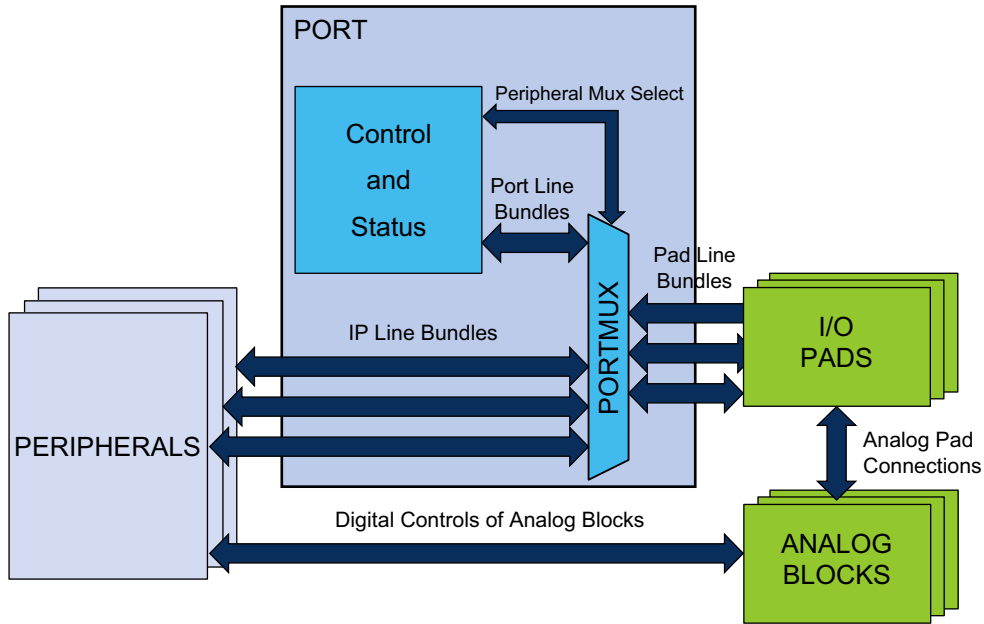 PORT
Peripheral Mux Select
Control
and
Status
Port Line
Bundles
Pad Line
Bundles
PORTMUX
I/O
PADS
IP Line Bundles
PERIPHERALS
Analog Pad
Connections
Digital Controls of Analog Blocks
ANALOG
BLOCKS